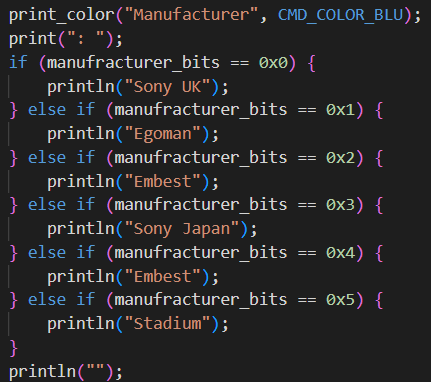 print_color("Manufacturer", CMD_COLOR_BLU);
print(": ");
if (manufracturer_bits == 0x0) {
    println("Sony UK");
} else if (manufracturer_bits == 0x1) {
    println("Egoman");
} else if (manufracturer_bits == 0x2) {
    println("Embest");
} else if (manufracturer_bits == 0x3) {
    println("Sony Japan");
} else if (manufracturer_bits == 0x4) {
    println("Embest");
} else if (manufracturer_bits == 0x5) {
    println("Stadium");
}
println("");